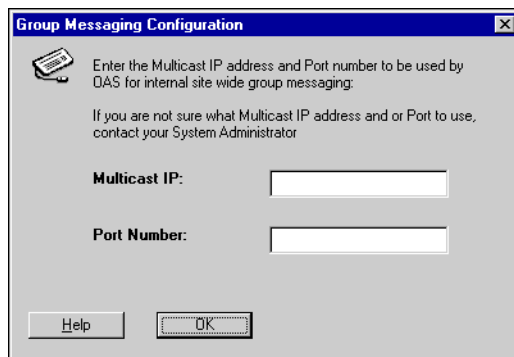 Group Messaging Configuration
Enter the Multicast IP address and Port number to be used by
OAS for internal site wide group messaging:
If you are not sure what Multicast IP address and or Port to use,
contact your System Administrator
Multicast IP:
Port Number:
Help
OK